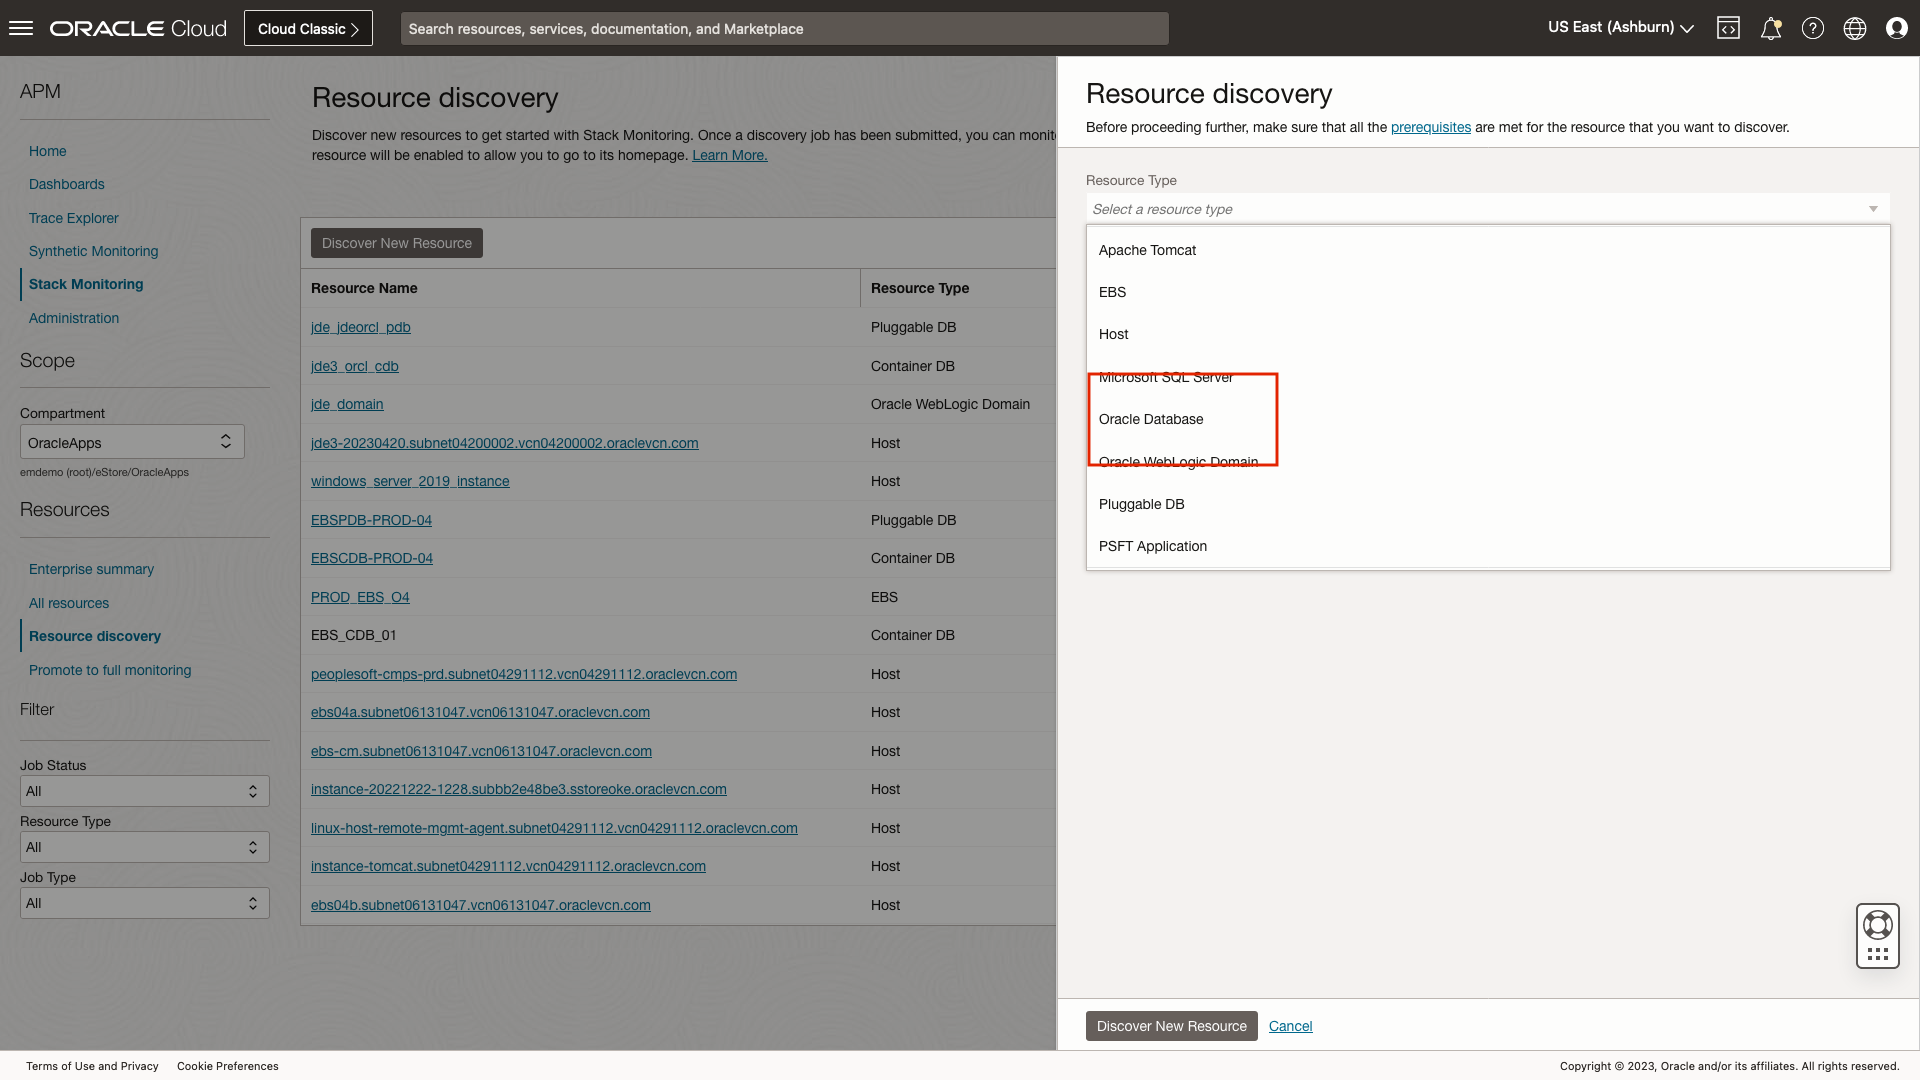 ORACLE Cloud
Cloud Classic
Search resources, services, documentation, and Marketplace
US East (Ashburn)
APM
Home
Dashboards
Trace Explorer
Synthetic Monitoring
Stack Monitoring
Administration
Scope
Compartment
OracleApps
emdemo (root)/eStore/OracleApps
Resources
Enterprise summary
All resources
Resource discovery
Promote to full monitoring
Filter
Job Status
All
Resource Type
All
Job Type
All
Resource discovery
Discover new resources to get started with Stack Monitoring. Once a discovery job has been submitted, you can monit
resource will be enabled to allow you to go to its homepage. Learn More.
Discover New Resource
Resource Name Resource Type
jde_jdeorcl_pdb Pluggable DB
jde3_orcl_cdb Container DB
jde_domain Oracle WebLogic Domain
jde3-20230420.subnet04200002.vcn04200002.oraclevcn.com Host
windows_server_2019_instance Host
EBSPDB-PROD-04 Pluggable DB
EBSCDB-PROD-04 Container DB
PROD_EBS_O4 EBS
EBS_CDB_01 Container DB
peoplesoft-cmps-prd.subnet04291112.vcn04291112.oraclevcn.com Host
ebs04a.subnet06131047.vcn06131047.oraclevcn.com Host
ebs-cm.subnet06131047.vcn06131047.oraclevcn.com Host
instance-20221222-1228.subbb2e48be3.sstoreoke.oraclevcn.com Host
linux-host-remote-mgmt-agent.subnet04291112.vcn04291112.oraclevcn.com Host
instance-tomcat.subnet04291112.vcn04291112.oraclevcn.com Host
ebs04b.subnet06131047.vcn06131047.oraclevcn.com Host
Resource discovery
Before proceeding further, make sure that all the prerequisites are met for the resource that you want to discover.
Resource Type
Select a resource type
Apache Tomcat
EBS
Host
Microsoft SQL Server
Oracle Database
Oracle WebLogic Domain
Pluggable DB
PSFT Application
Discover New Resource Cancel
Terms of Use and Privacy Cookie Preferences
Copyright © 2023, Oracle and/or its affiliates. All rights reserved.